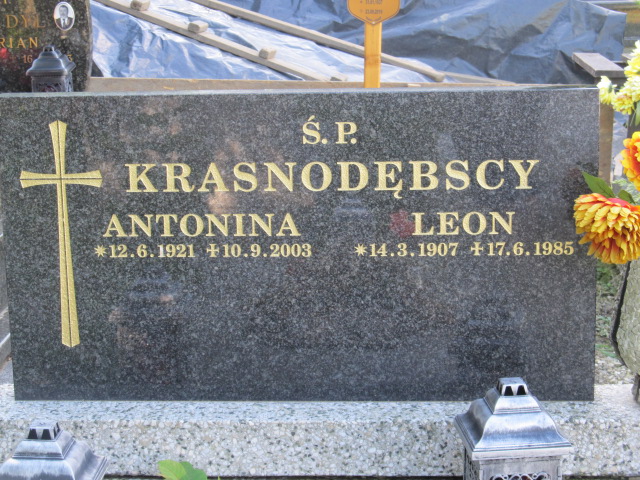 Ś.P.
KRASNODĘBSCY
ANTONINA LEON
*12.6.1921 ✝10.9.2003 *14.3.1907 ✝17.6.1985